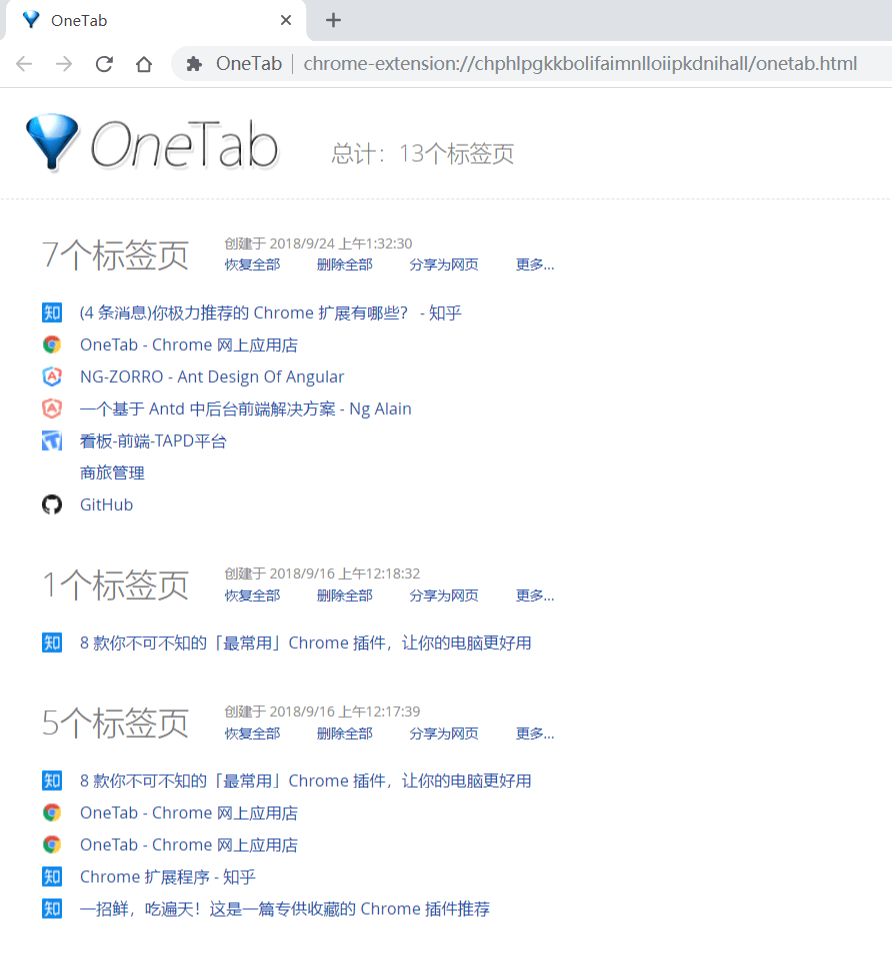 OneTab
OneTab | chrome-extension://chphlpgkkbolifaimnlloiipkdnihall/onetab.html
OneTab
总计：13个标签页
7个标签页
创建于 2018/9/24 上午1:32:30
恢复全部 删除全部 分享为网页 更多...
知 (4 条消息)你极力推荐的 Chrome 扩展有哪些？ - 知乎
OneTab - Chrome 网上应用店
NG-ZORRO - Ant Design Of Angular
一个基于 Antd 中后台前端解决方案 - Ng Alain
看板-前端-TAPD平台
商旅管理
GitHub
1个标签页
创建于 2018/9/16 上午12:18:32
恢复全部 删除全部 分享为网页 更多...
知 8 款你不可不知的「最常用」Chrome 插件，让你的电脑更好用
5个标签页
创建于 2018/9/16 上午12:17:39
恢复全部 删除全部 分享为网页 更多...
知 8 款你不可不知的「最常用」Chrome 插件，让你的电脑更好用
OneTab - Chrome 网上应用店
OneTab - Chrome 网上应用店
知 Chrome 扩展程序 - 知乎
知 一招鲜，吃遍天！这是一篇专供收藏的 Chrome 插件推荐